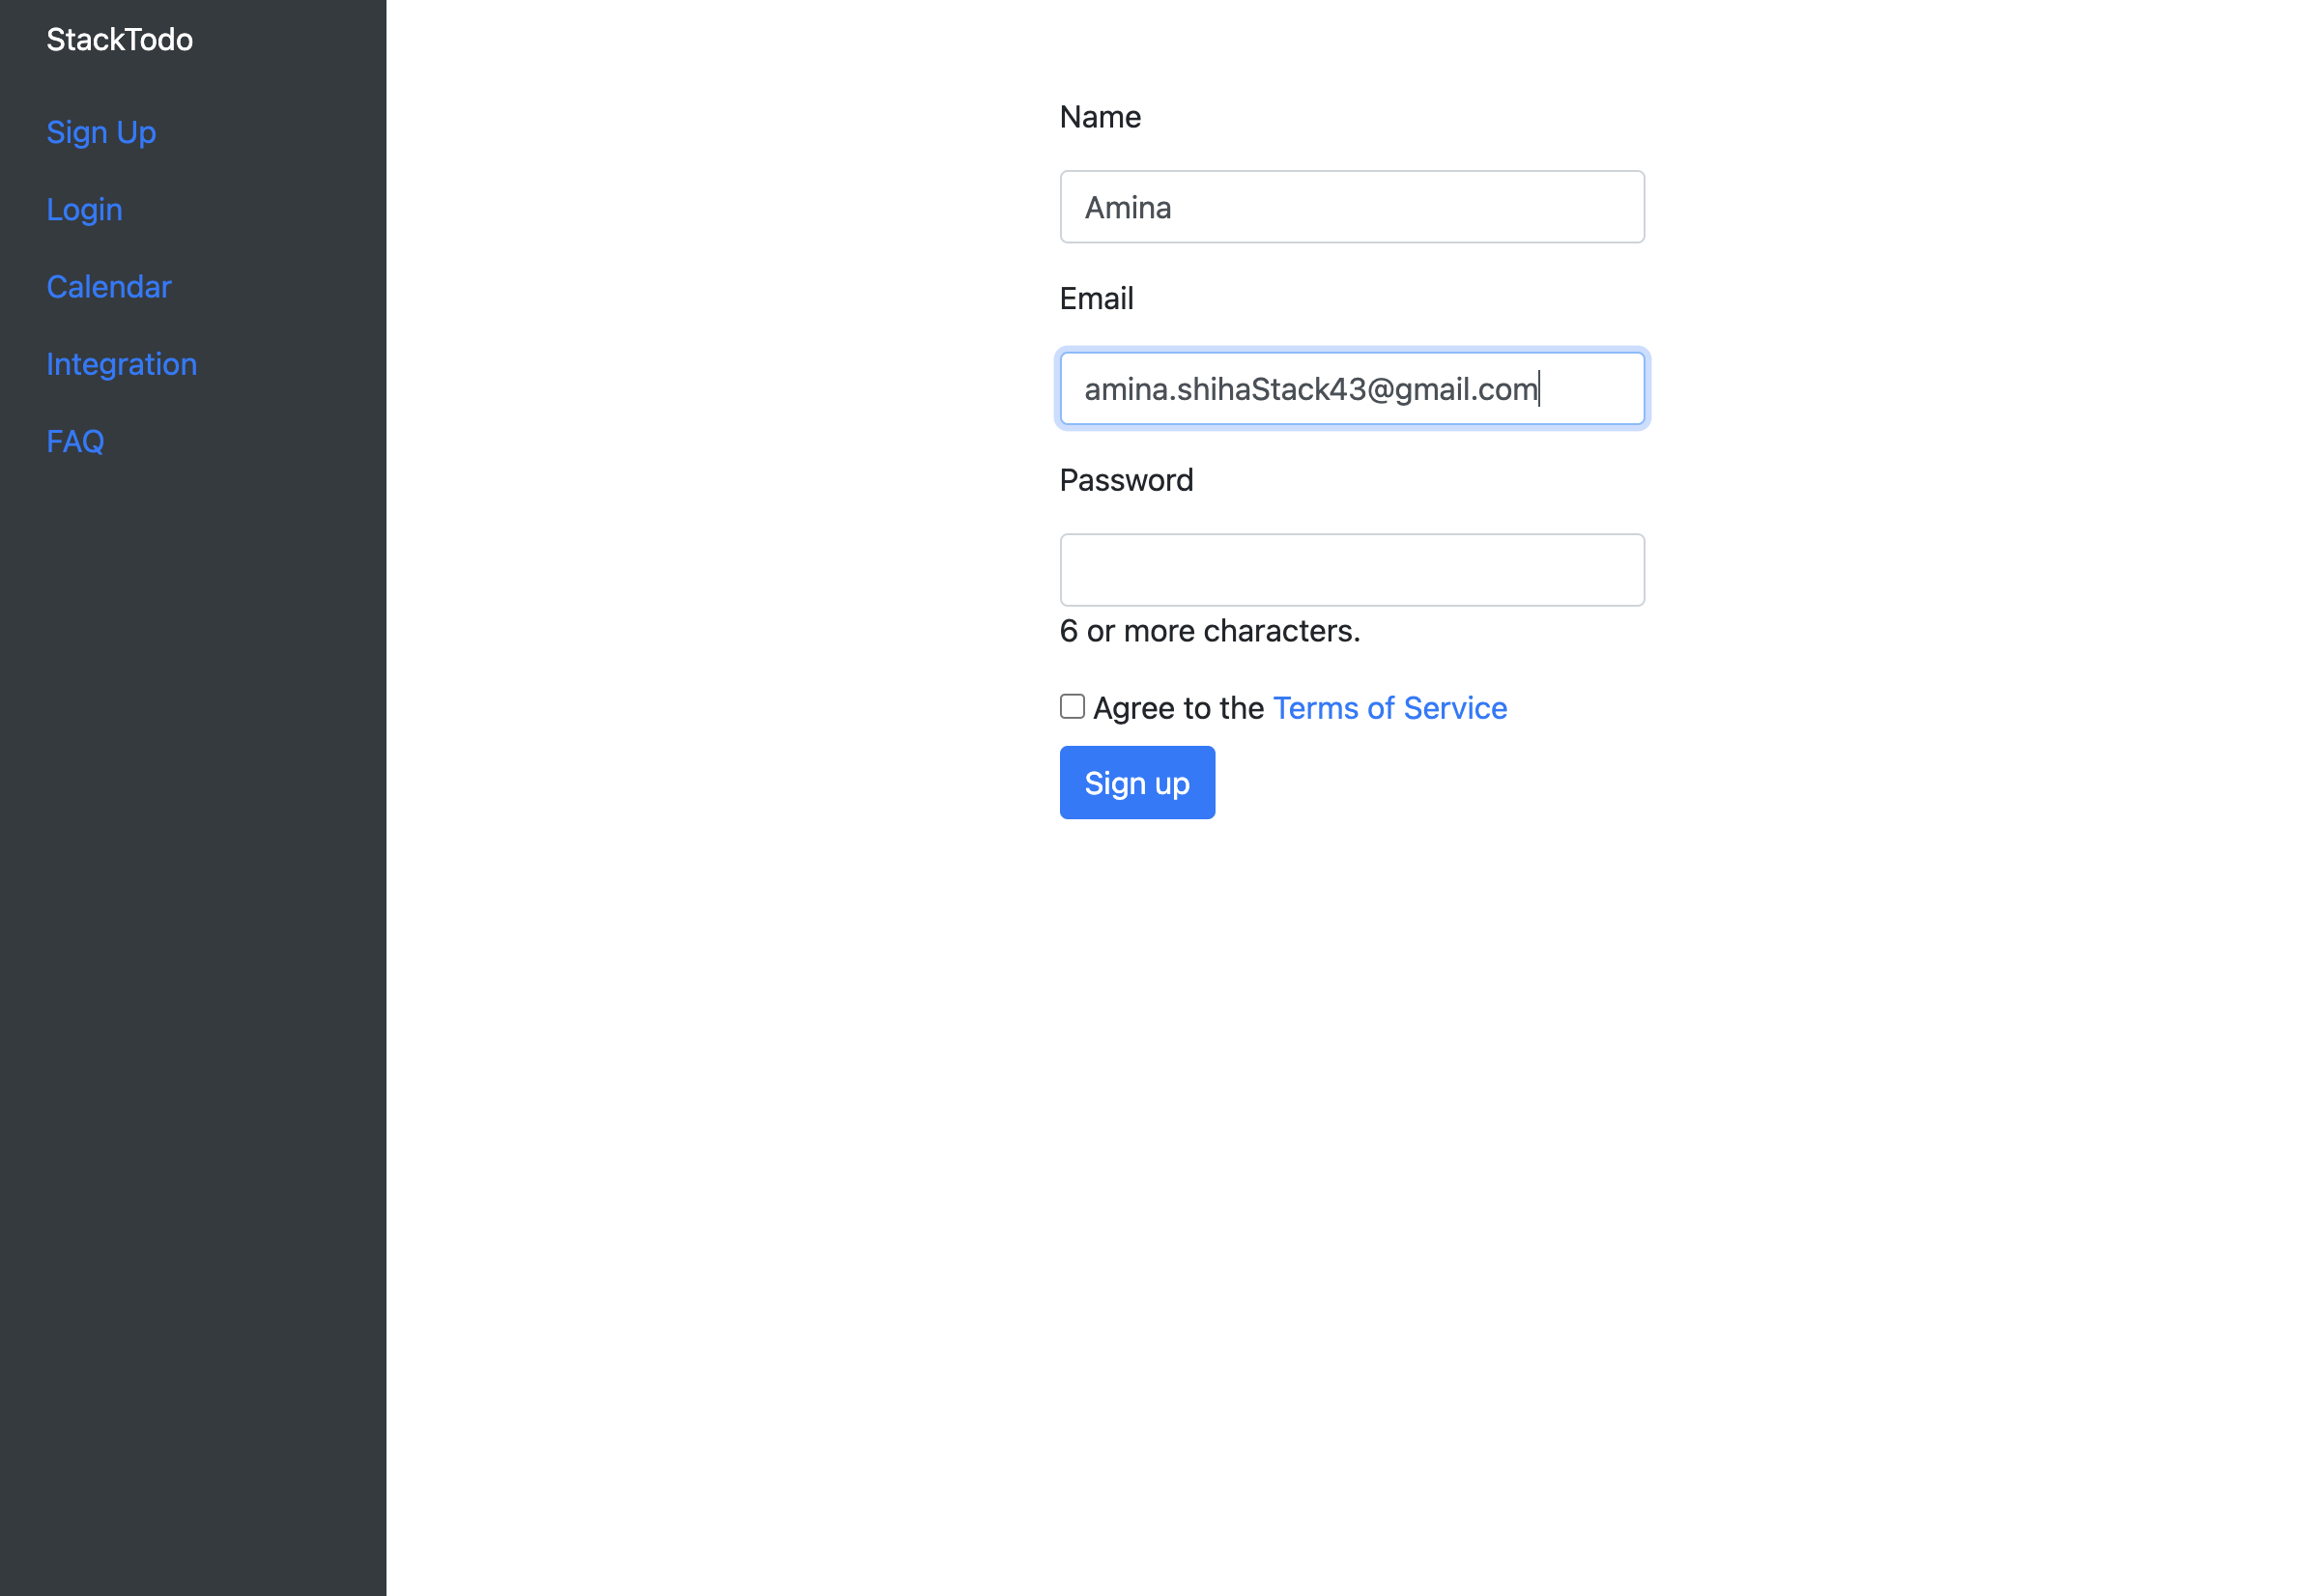 StackTodo
Sign Up
Login
Calendar
Integration
FAQ
Name
Amina
Email
amina.shihaStack43@gmail.com
Password
6 or more characters.
Agree to the Terms of Service
Sign up